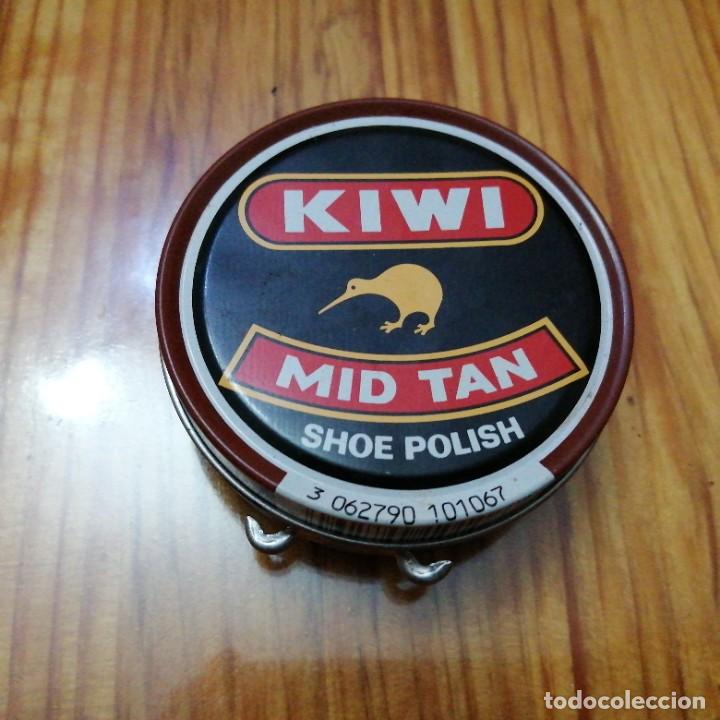 KIWI
MID TAN
SHOE POLISH
3 062790 101067
todocoleccion